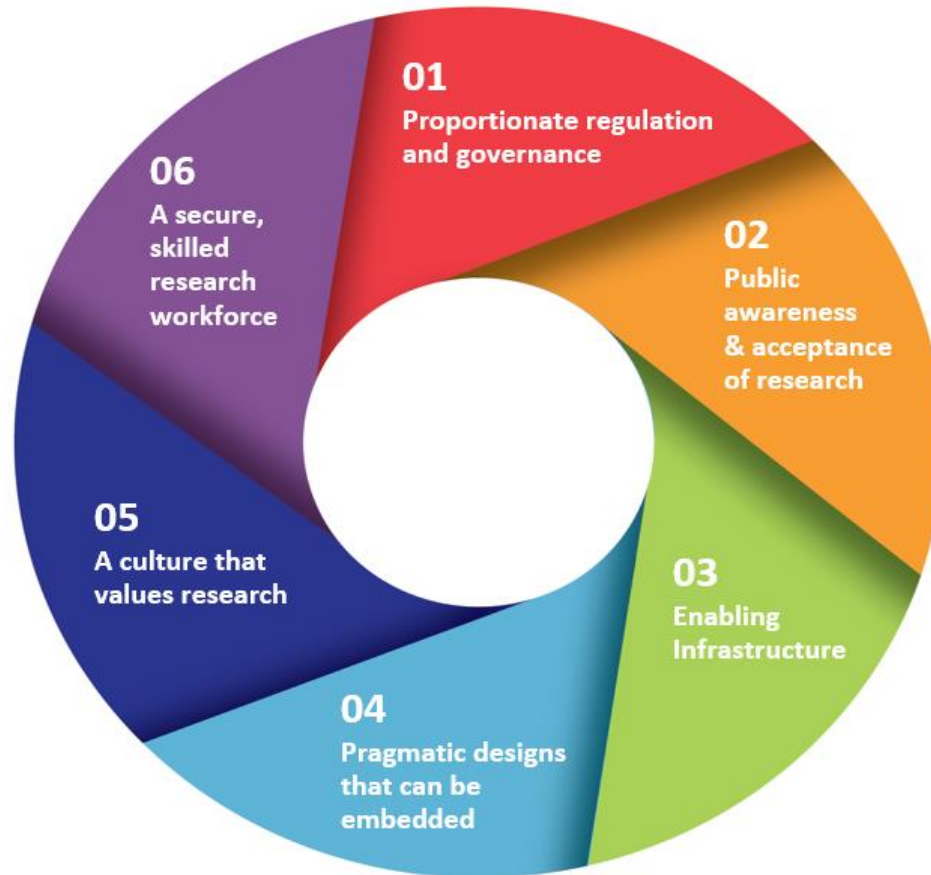 01
Proportionate regulation
and governance
02
Public
awareness
& acceptance
of research
03
Enabling
Infrastructure
04
Pragmatic designs
that can be
embedded
05
A culture that
values research
06
A secure,
skilled
research
workforce